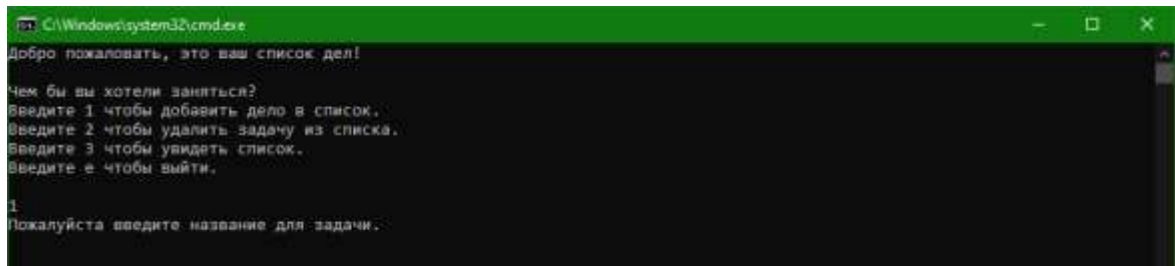 C:\Windows\system32\cmd.exe
Добро пожаловать, это ваш список дел!
Чем бы вы хотели заняться?
Введите 1 чтобы добавить дело в список.
Введите 2 чтобы удалить задачу из списка.
Введите 3 чтобы увидеть список.
Введите e чтобы выйти.
1
Пожалуйста введите название для задачи.